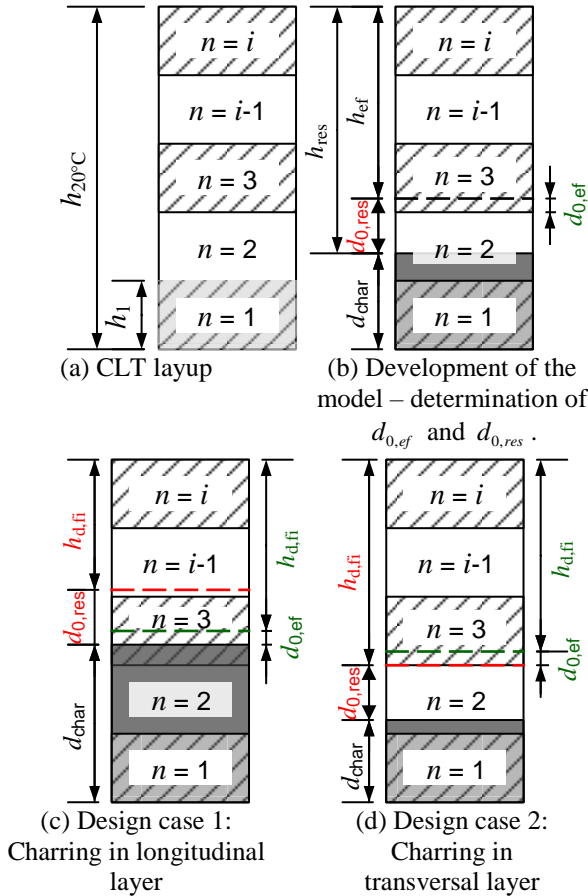 n = i
n = i-1
n = 3
n = 2
n = 1
h20°C
h1
n = i
n = i-1
n = 3
n = 2
n = 1
hres
hef
d0,res
dchar
d0,ef
(a) CLT layup
(b) Development of the
model – determination of
d0,ef and d0,res .
n = i
n = i-1
n = 3
n = 2
n = 1
hd,fi
d0,res
dchar
hd,fi
d0,ef
n = i
n = i-1
n = 3
n = 2
n = 1
hd,fi
d0,res
dchar
hd,fi
d0,ef
(c) Design case 1:
Charring in longitudinal
layer
(d) Design case 2:
Charring in
transversal layer